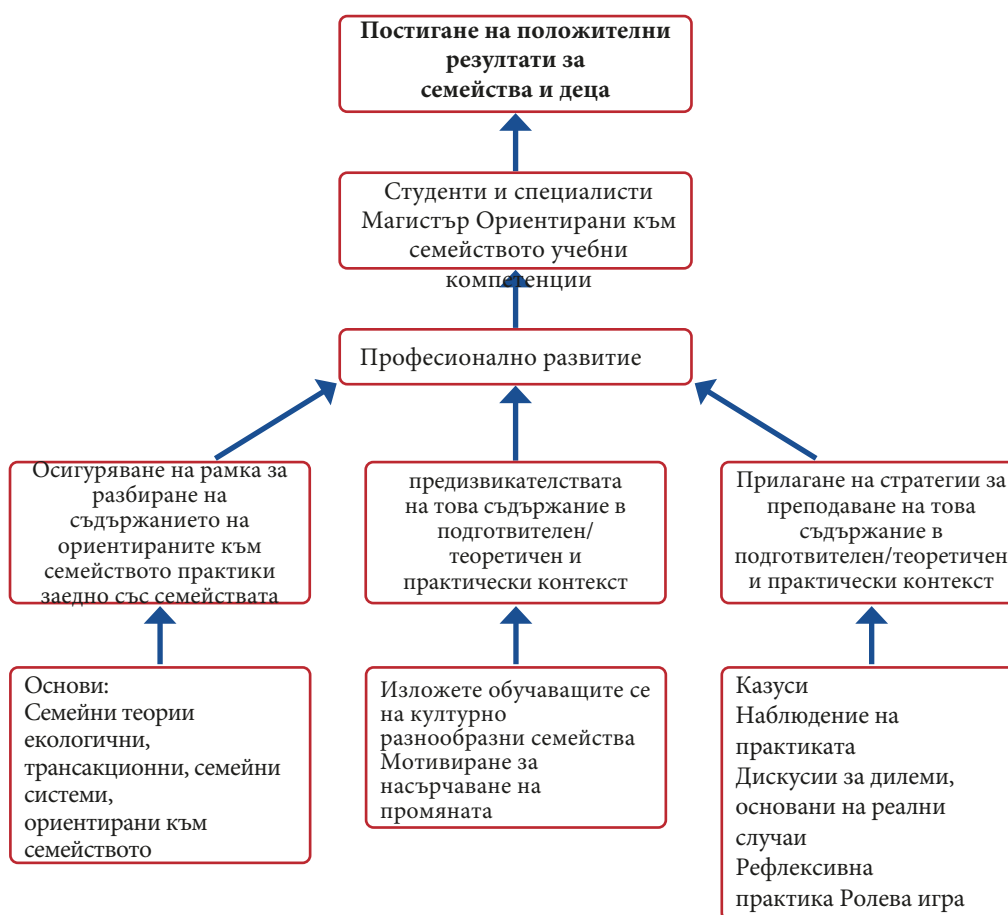 Постигане на положителни
резултати за
семейства и деца
Студенти и специалисти
Магистър Ориентирани към
семейството учебни
компетенции
Професионално развитие
Осигуряване на рамка за
разбиране на
съдържанието на
ориентираните към
семейството практики
заедно със семействата
предизвикателствата
на това съдържание в
подготвителен/
теоретичен и
практически контекст
Прилагане на стратегии за
преподаване на това
съдържание в
подготвителен/теоретичен
и практически контекст
Основи:
Семейни теории
екологични,
трансакционни, семейни
системи,
ориентирани към
семейството
Изложете обучаващите се
на културно
разнообразни семейства
Мотивиране за
насърчаване на
промяната
Казуси
Наблюдение на
практиката
Дискусии за дилеми,
основани на реални
случаи
Рефлексивна
практика Ролева игра